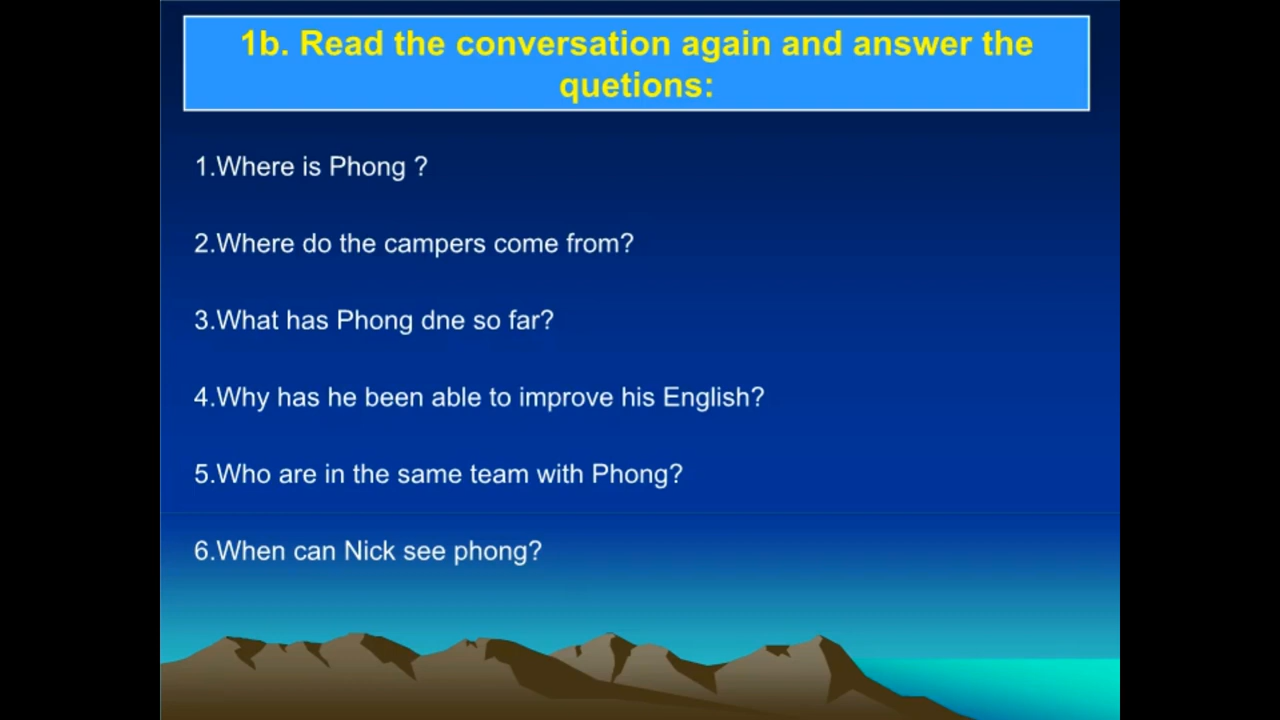 1b. Read the conversation again and answer the
quetions:
1.Where is Phong ?
2.Where do the campers come from?
3.What has Phong dne so far?
4.Why has he been able to improve his English?
5.Who are in the same team with Phong?
6.When can Nick see phong?